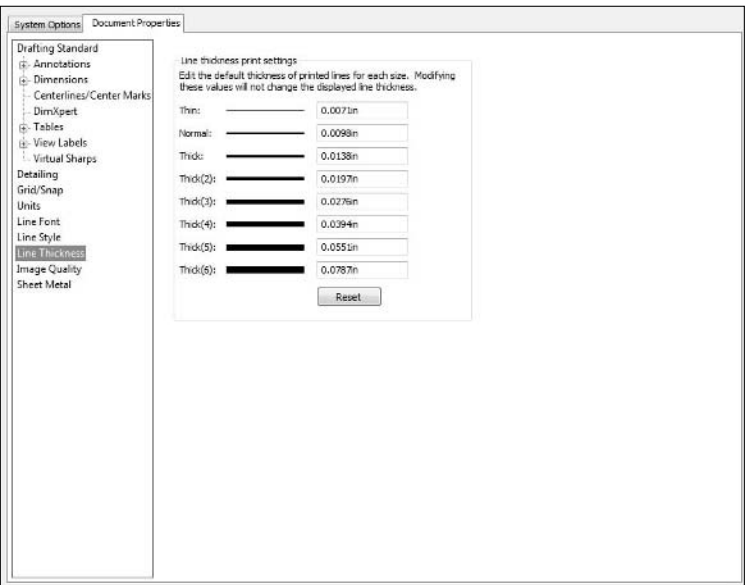 System Options
Document Properties
Drafting Standard
Annotations
Dimensions
Centerlines/Center Marks
DimXpert
Tables
View Labels
Virtual Sharps
Detailing
Grid/Snap
Units
Line Font
Line Style
Line Thickness
Image Quality
Sheet Metal
Line thickness print settings
Edit the default thickness of printed lines for each size. Modifying
these values will not change the displayed line thickness.
Thin: 0.0071in
Normal: 0.0098in
Thick: 0.0138in
Thick(2): 0.0197in
Thick(3): 0.0276in
Thick(4): 0.0394in
Thick(5): 0.0551in
Thick(6): 0.0787in
Reset